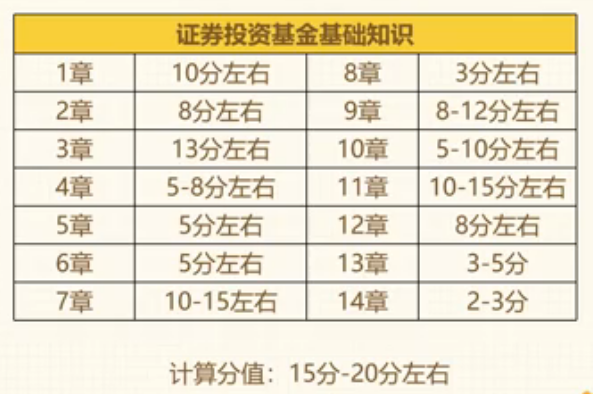 证券投资基金基础知识
1章 10分左右 8章 3分左右
2章 8分左右 9章 8-12分左右
3章 13分左右 10章 5-10分左右
4章 5-8分左右 11章 10-15分左右
5章 5分左右 12章 8分左右
6章 5分左右 13章 3-5分
7章 10-15左右 14章 2-3分
计算分值：15分-20分左右